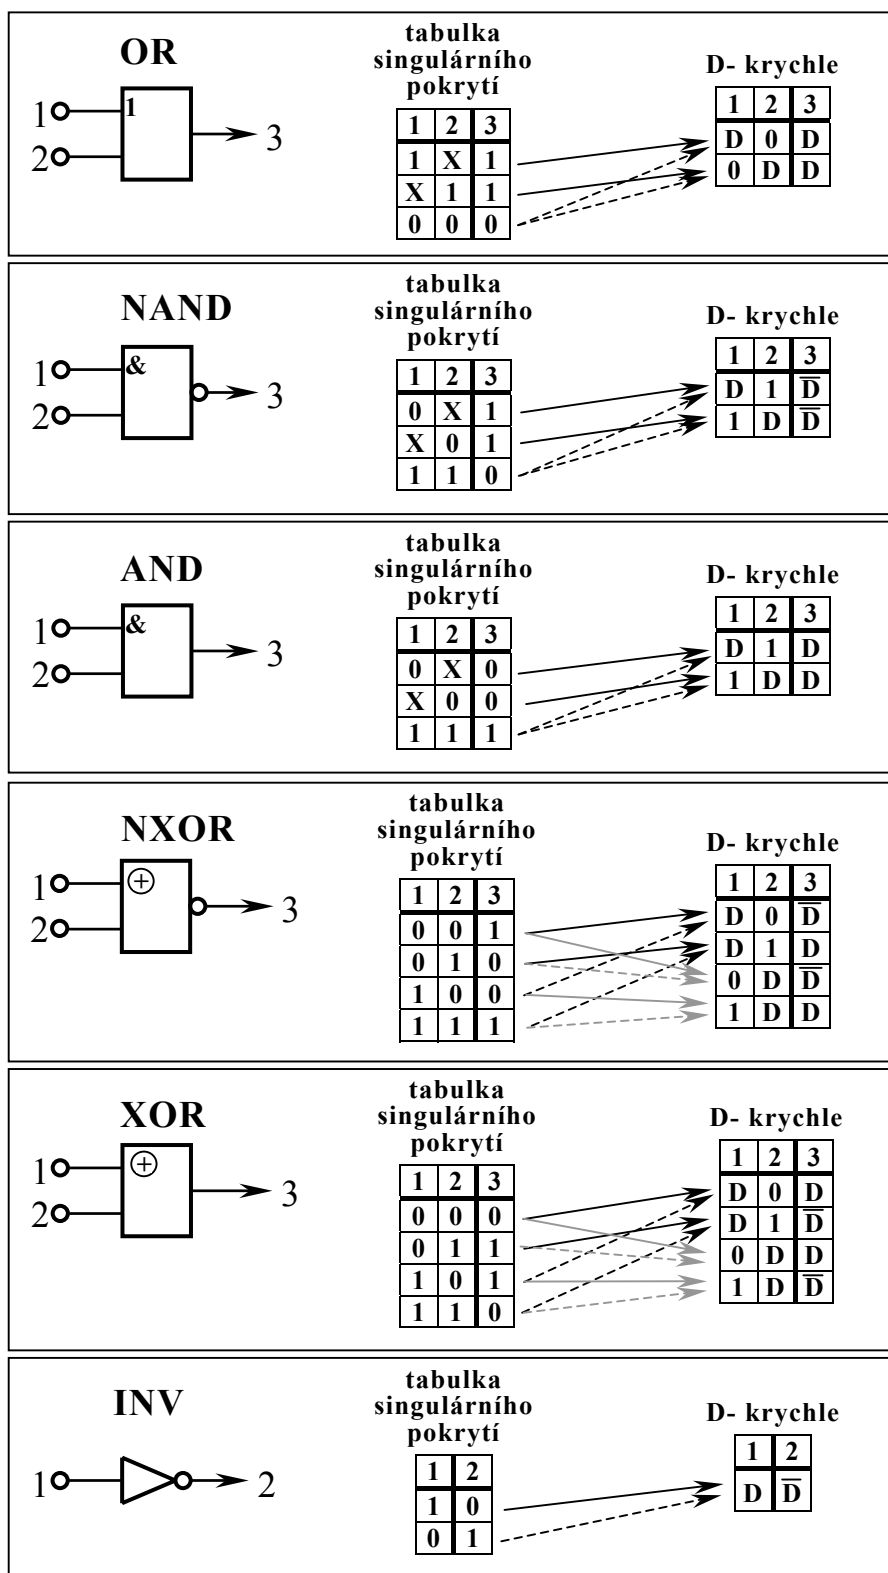 OR
tabulka
singulárního
pokrytí
D- krychle
1
1
2
3
1 2 3
1 X 1
X 1 1
0 0 0
1 2 3
D 0 D
0 D D
NAND
tabulka
singulárního
pokrytí
D- krychle
&
1
2
3
1 2 3
0 X 1
X 0 1
1 1 0
1 2 3
D 1 D̅
1 D D̅
AND
tabulka
singulárního
pokrytí
D- krychle
&
1
2
3
1 2 3
0 X 0
X 0 0
1 1 1
1 2 3
D 1 D
1 D D
NXOR
tabulka
singulárního
pokrytí
D- krychle
+
1
2
3
1 2 3
0 0 1
0 1 0
1 0 0
1 1 1
1 2 3
D 0 D̅
D 1 D
0 D D̅
1 D D
XOR
tabulka
singulárního
pokrytí
D- krychle
+
1
2
3
1 2 3
0 0 0
0 1 1
1 0 1
1 1 0
1 2 3
D 0 D
D 1 D̅
0 D D
1 D D̅
INV
tabulka
singulárního
pokrytí
D- krychle
1
2
1 2
1 0
0 1
1 2
D D̅